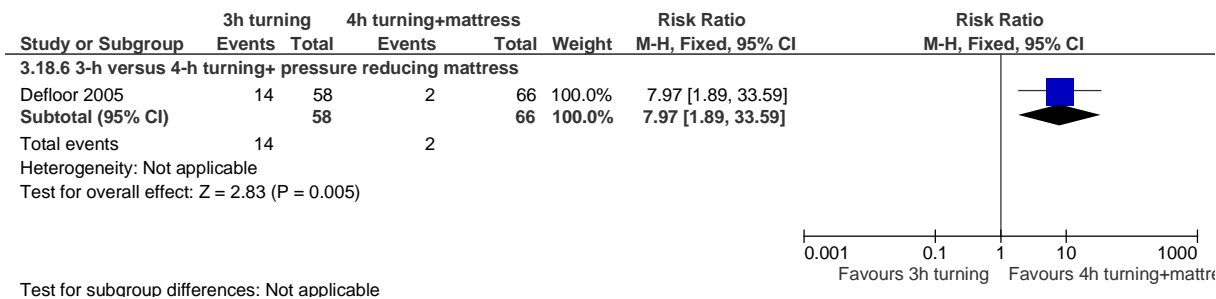 3h turning 4h turning+mattress Risk Ratio Risk Ratio
Study or Subgroup Events Total Events Total Weight M-H, Fixed, 95% CI M-H, Fixed, 95% CI
3.18.6 3-h versus 4-h turning+ pressure reducing mattress
Defloor 2005 14 58 2 66 100.0% 7.97 [1.89, 33.59]
Subtotal (95% CI) 58 66 100.0% 7.97 [1.89, 33.59]
Total events 14 2
Heterogeneity: Not applicable
Test for overall effect: Z = 2.83 (P = 0.005)
0.001 0.1 1 10 1000
Favours 3h turning Favours 4h turning+mattre
Test for subgroup differences: Not applicable